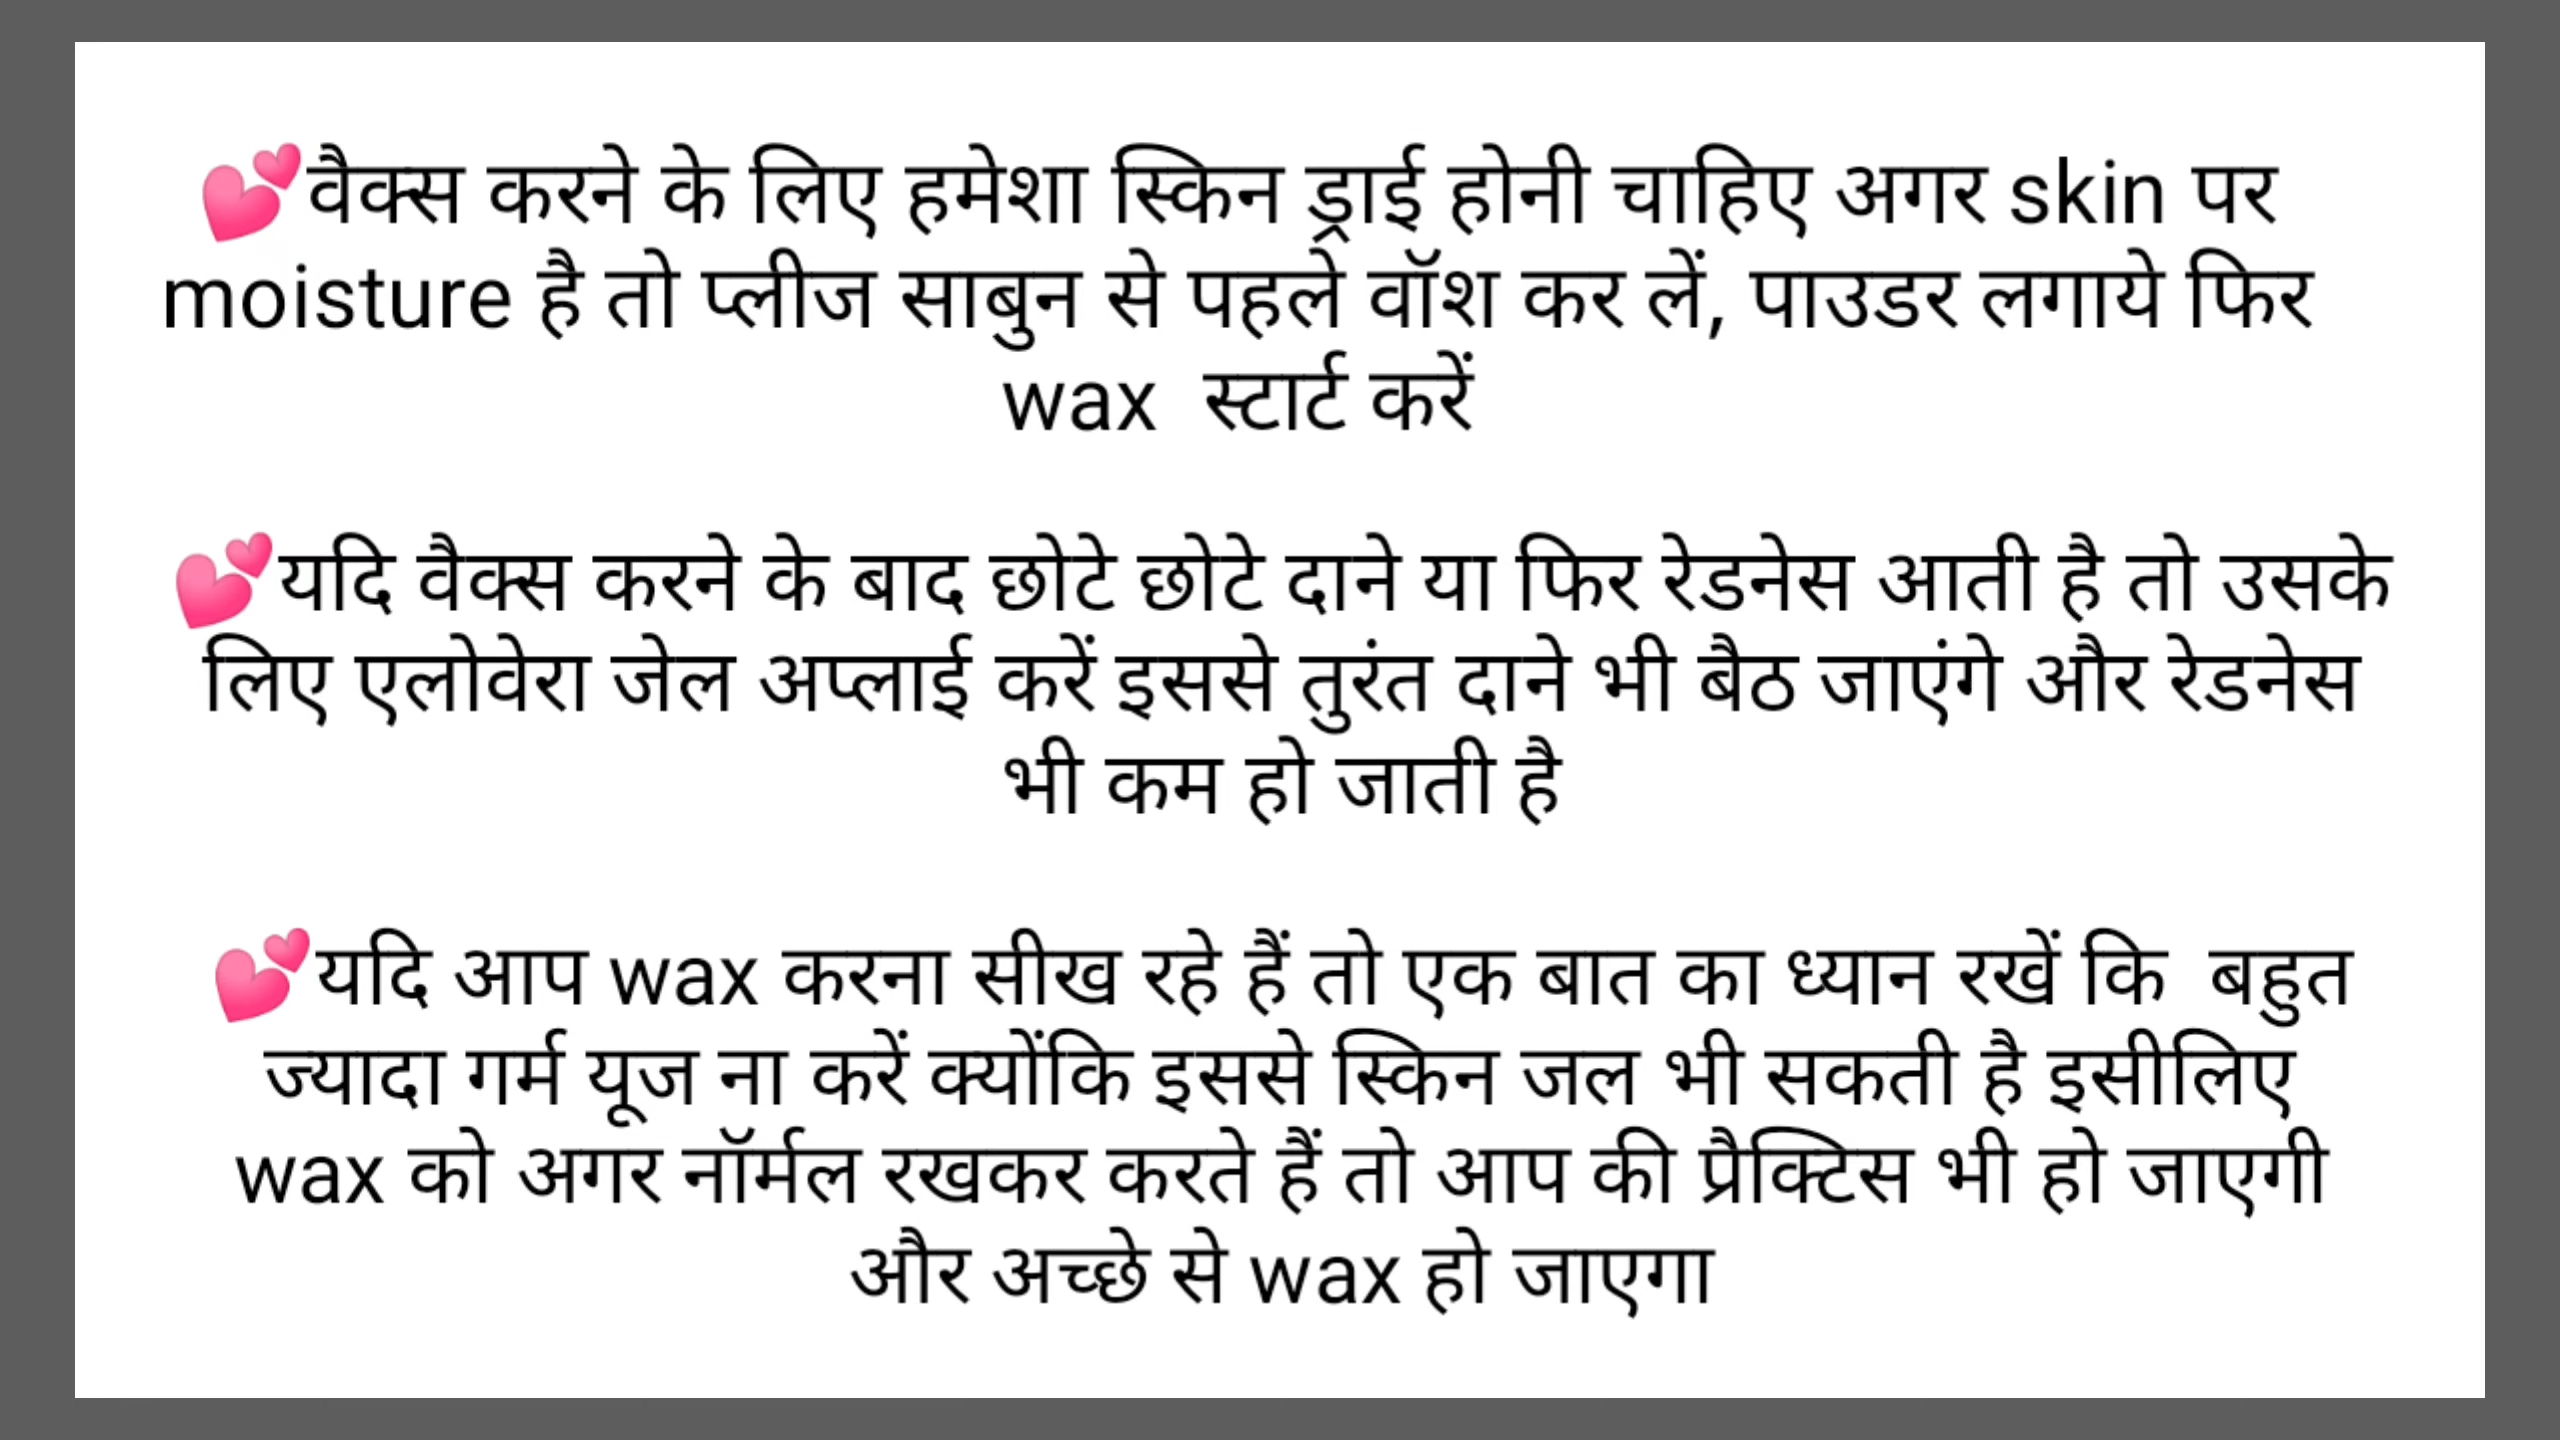 💕वैक्स करने के लिए हमेशा स्किन ड्राई होनी चाहिए अगर skin पर
moisture है तो प्लीज साबुन से पहले वॉश कर लें, पाउडर लगाये फिर
wax स्टार्ट करें
💕यदि वैक्स करने के बाद छोटे छोटे दाने या फिर रेडनेस आती है तो उसके
लिए एलोवेरा जेल अप्लाई करें इससे तुरंत दाने भी बैठ जाएंगे और रेडनेस
भी कम हो जाती है
💕यदि आप wax करना सीख रहे हैं तो एक बात का ध्यान रखें कि बहुत
ज्यादा गर्म यूज ना करें क्योंकि इससे स्किन जल भी सकती है इसीलिए
wax को अगर नॉर्मल रखकर करते हैं तो आप की प्रैक्टिस भी हो जाएगी
और अच्छे से wax हो जाएगा